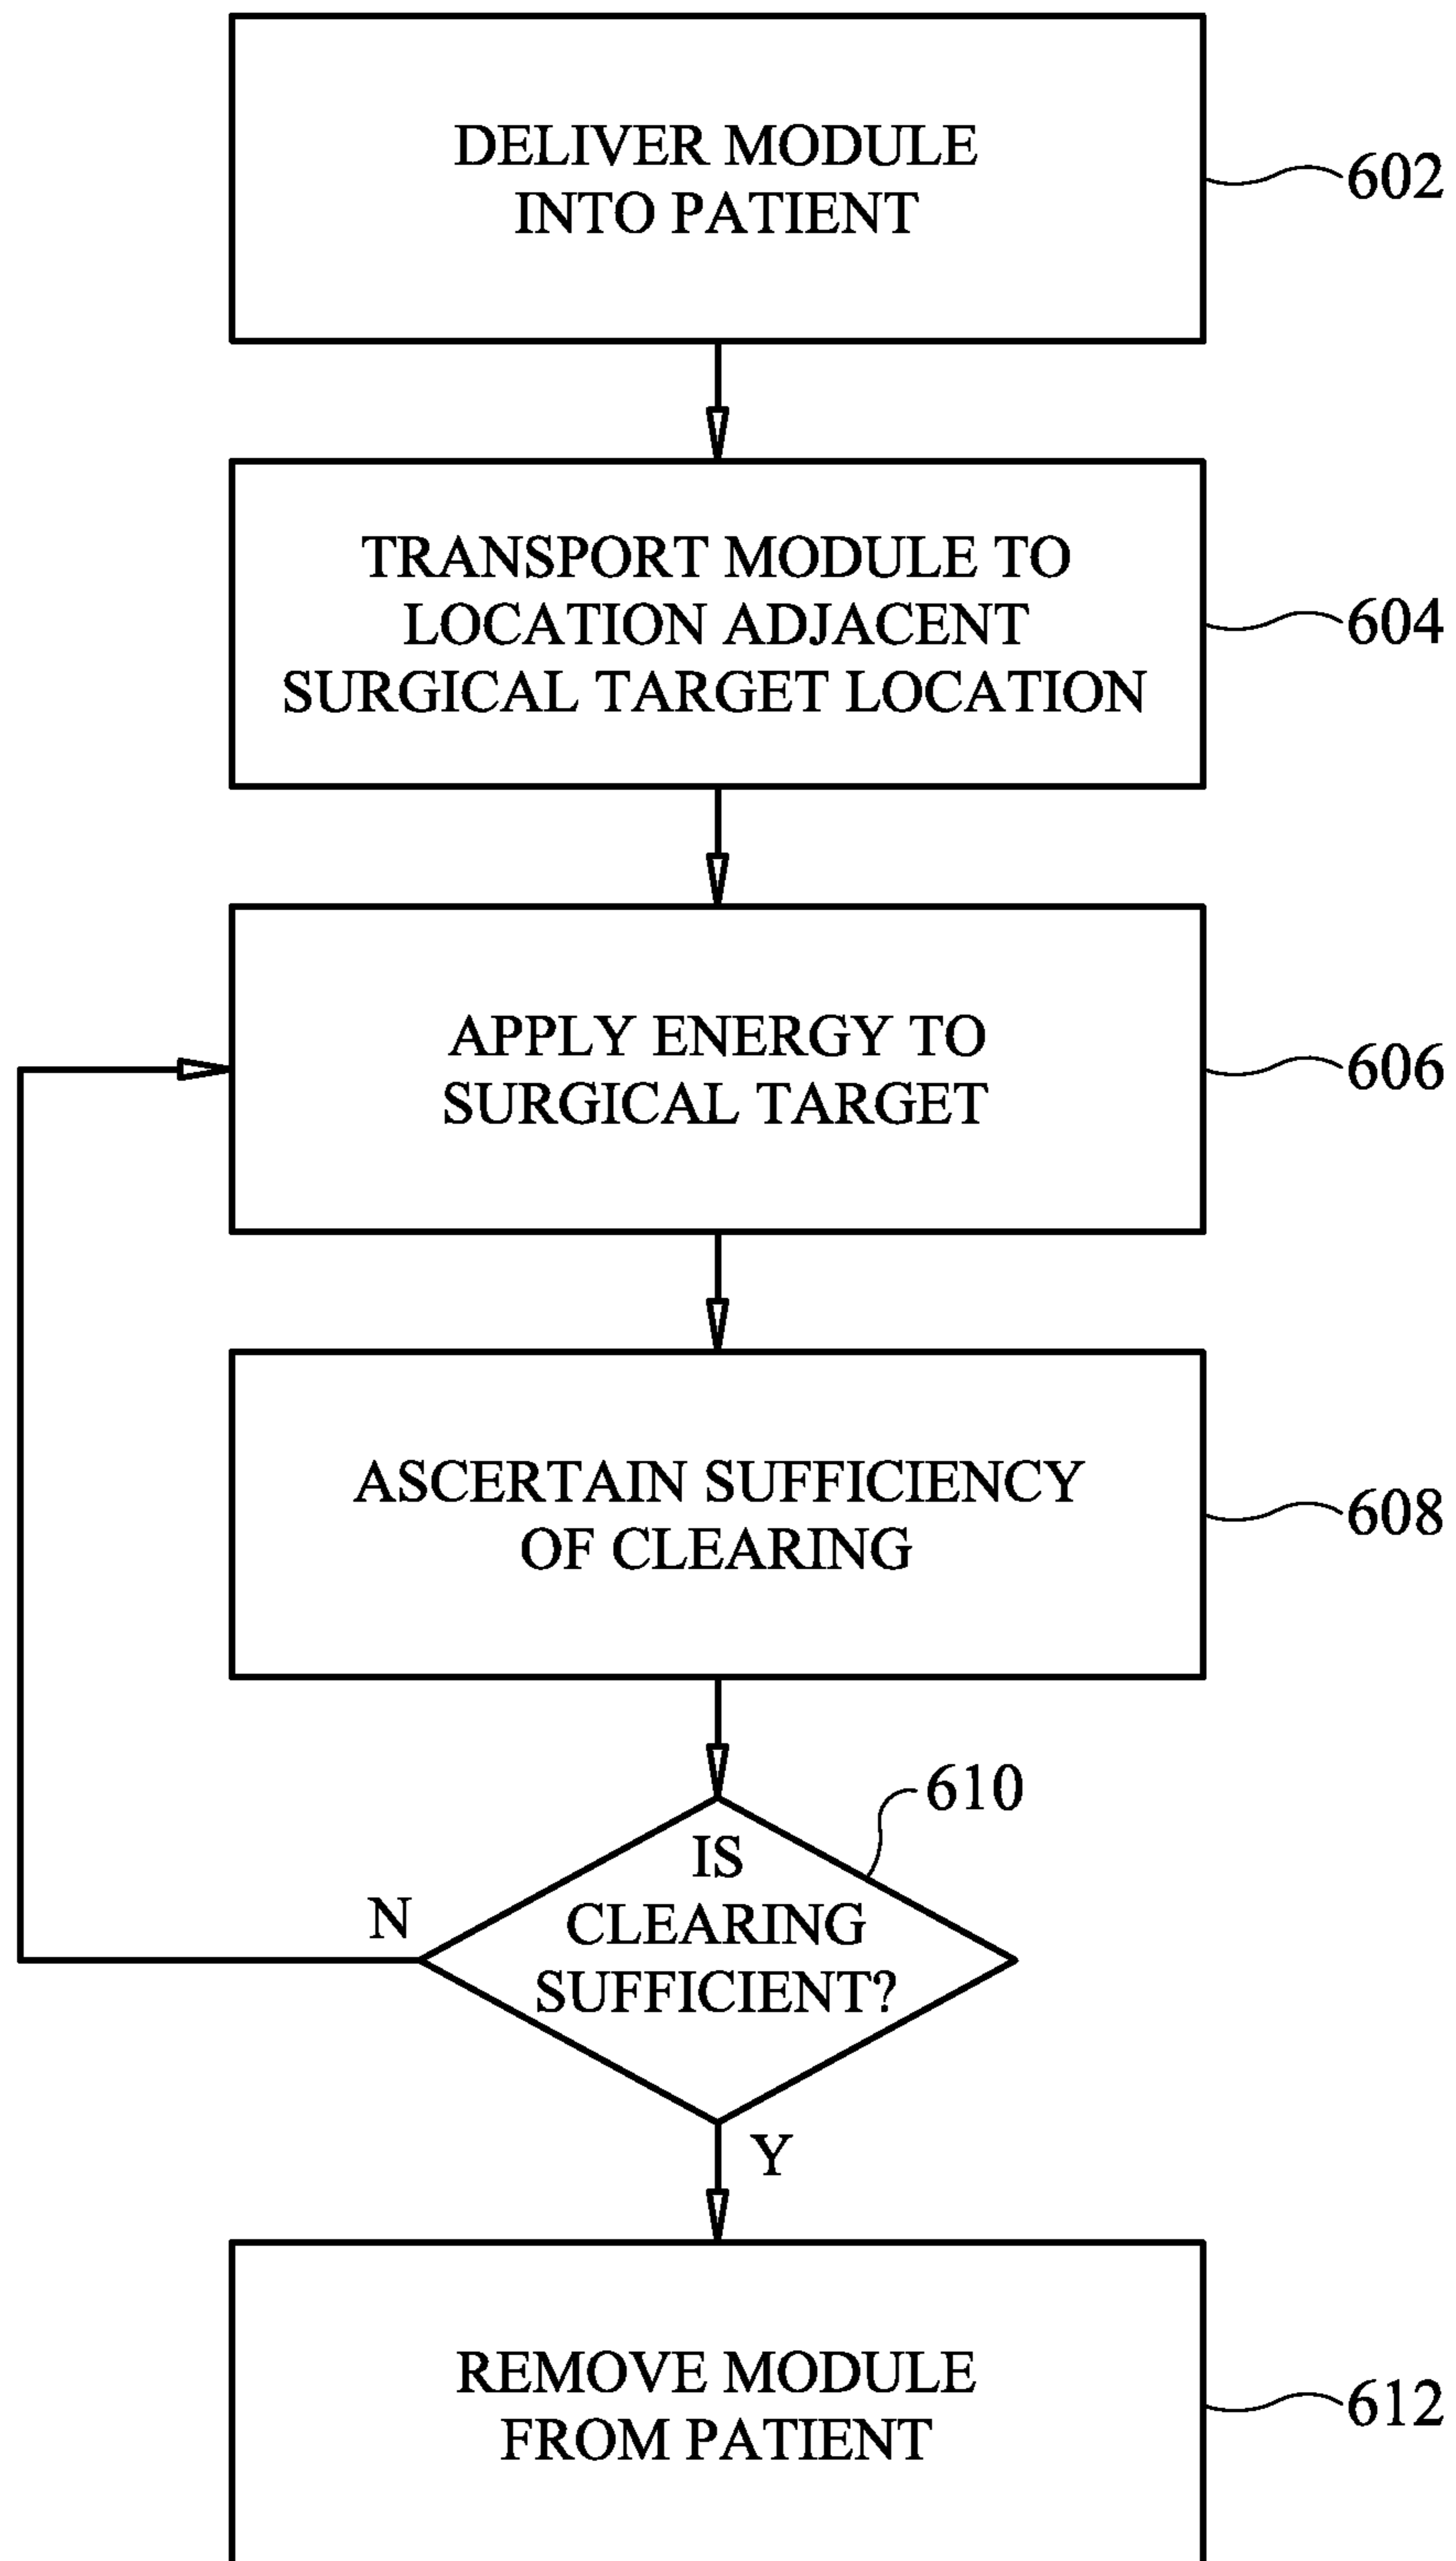 DELIVER MODULE
INTO PATIENT
602
TRANSPORT MODULE TO
LOCATION ADJACENT
SURGICAL TARGET LOCATION
604
APPLY ENERGY TO
SURGICAL TARGET
606
ASCERTAIN SUFFICIENCY
OF CLEARING
608
610
IS
CLEARING
SUFFICIENT?
N
Y
REMOVE MODULE
FROM PATIENT
612